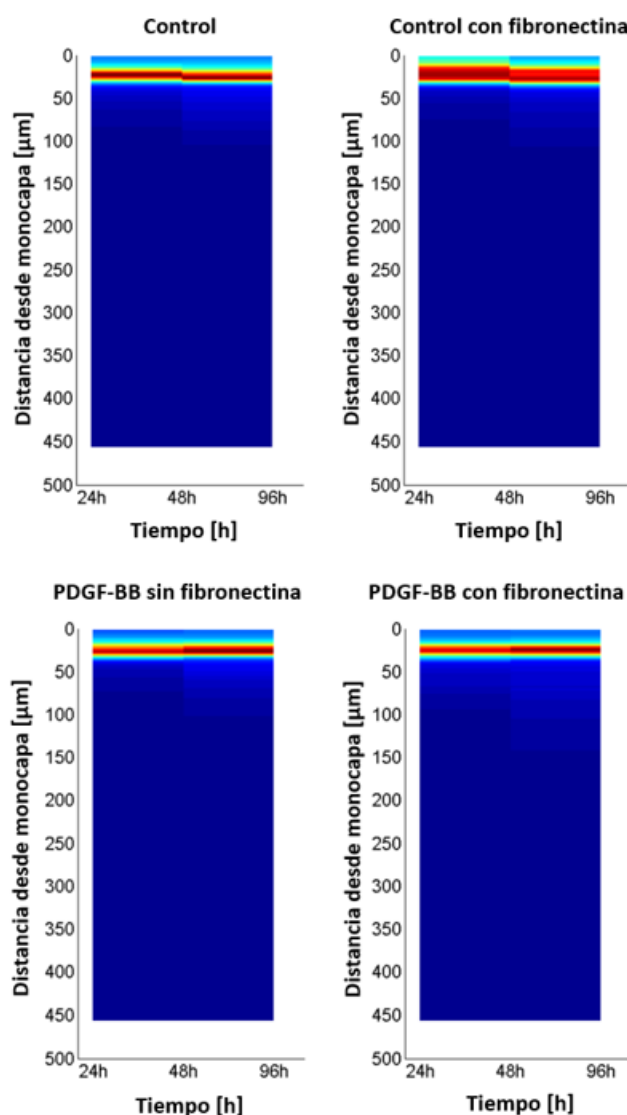 Control
Control con fibronectina
0
50
100
150
200
250
300
350
400
450
500
Distancia desde monocapa [µm]
24h 48h 96h
Tiempo [h]
0
50
100
150
200
250
300
350
400
450
500
Distancia desde monocapa [µm]
24h 48h 96h
Tiempo [h]
PDGF-BB sin fibronectina
PDGF-BB con fibronectina
0
50
100
150
200
250
300
350
400
450
500
Distancia desde monocapa [µm]
24h 48h 96h
Tiempo [h]
0
50
100
150
200
250
300
350
400
450
500
Distancia desde monocapa [µm]
24h 48h 96h
Tiempo [h]